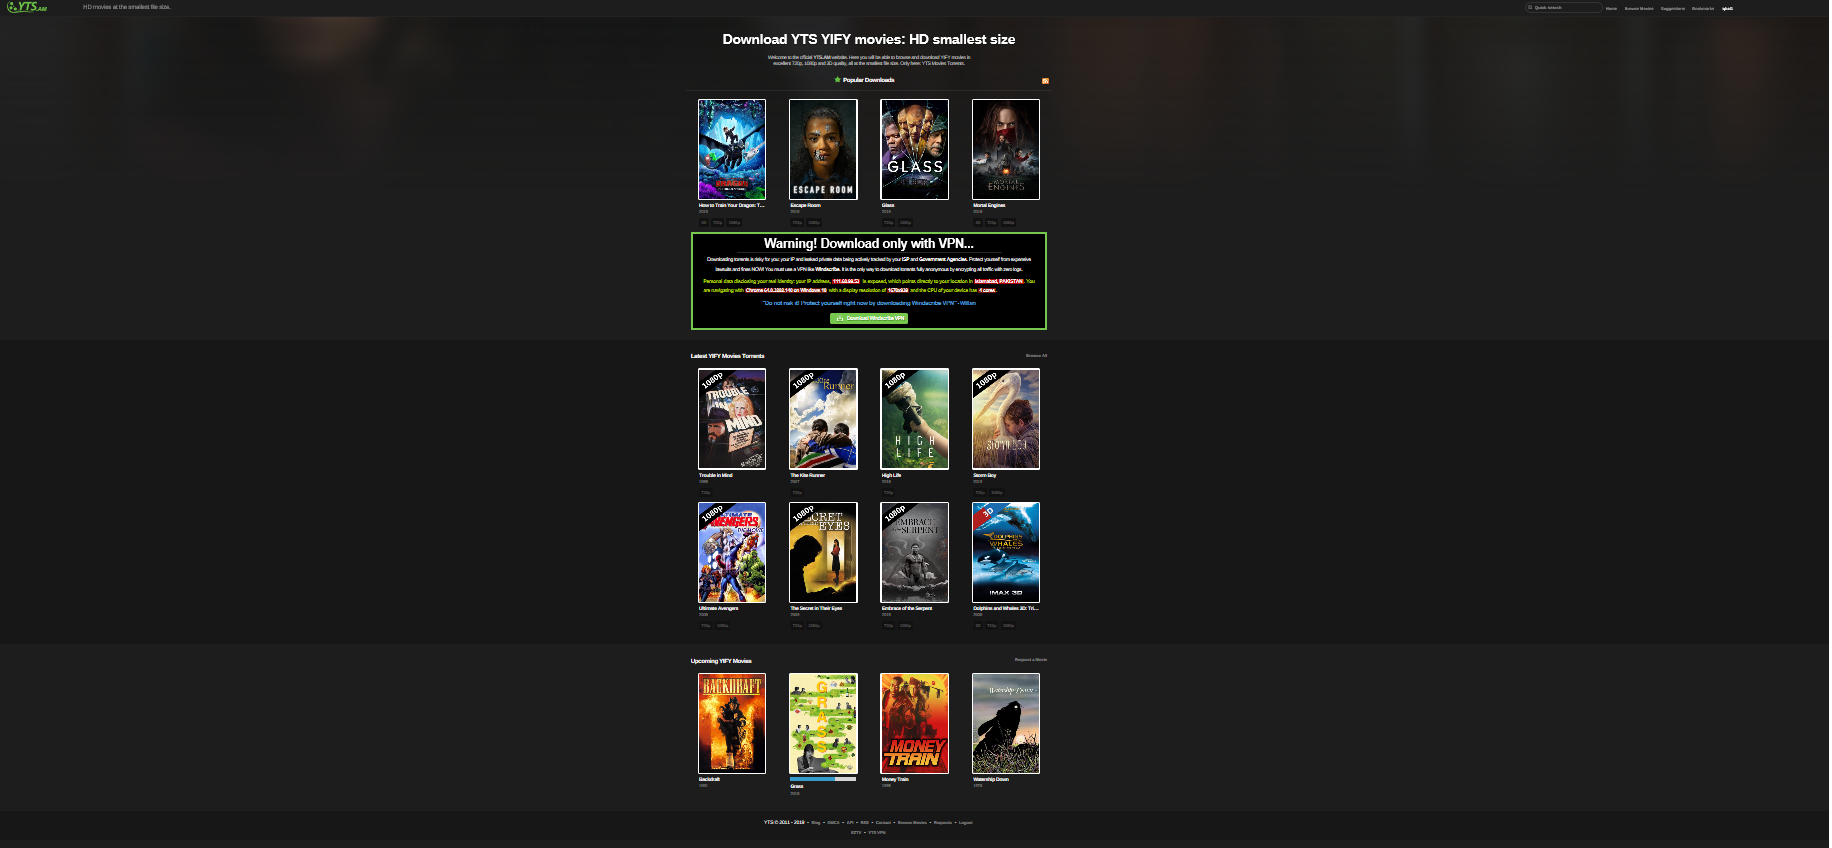 YTS.AM
HD movies at the smallest file size.
Quick search
Home Browse Movies Suggestions Bookmarks
Download YTS YIFY movies: HD smallest size
Welcome to the official YTS.AM website. Here you will be able to browse and download YIFY movies in
excellent 720p, 1080p and 3D quality, all at the smallest file size. Only here: YTS Movies Torrents.
Popular Downloads
ESCAPE ROOM
GLASS
MORTAL
ENGINES
How to Train Your Dragon: T... Escape Room Glass Mortal Engines
2019 2019 2019 2018
3D 720p 1080p 720p 1080p 720p 1080p 3D 720p 1080p
Warning! Download only with VPN...
Downloading torrents is risky for you: your IP and leaked private data being actively tracked by your ISP and Government Agencies. Protect yourself from expensive
lawsuits and fines NOW! You must use a VPN like Windscribe. It is the only way to download torrents fully anonymous by encrypting all traffic with zero logs.
Personal data disclosing your real identity: your IP address, 111.68.99.53 is exposed, which points directly to your location in Islamabad, PAKISTAN. You
are navigating with Chrome 64.0.3282.140 on Windows 10 with a display resolution of 1670x939 and the CPU of your device has 4 cores.
"Do not risk it! Protect yourself right now by downloading Windscribe VPN" - Willan
Download Windscribe VPN
Latest YIFY Movies Torrents
Browse All
1080p 1080p 1080p 1080p
TROUBLE
IN
MIND
Kite
Runner
HIGH
LIFE
STORM BOY
Trouble in Mind The Kite Runner High Life Storm Boy
1985 2007 2018 2019
720p 720p 720p 720p 1080p
1080p 1080p 1080p 3D
ULTIMATE
AVENGERS
SECRET
EYES
EMBRACE
SERPENT
DOLPHINS
WHALES
IMAX 3D
Ultimate Avengers The Secret in Their Eyes Embrace of the Serpent Dolphins and Whales 3D: Tri...
2006 2009 2015 2008
720p 1080p 720p 1080p 720p 1080p 3D 720p 1080p
Upcoming YIFY Movies
Request a Movie
BACKDRAFT
GRASS
MONEY
TRAIN
Watership Down
Backdraft Grass Money Train Watership Down
1991 2018 1995 1978
YTS © 2011 - 2019 - Blog - DMCA - API - RSS - Contact - Browse Movies - Requests - Logout
EZTV - YTS VPN